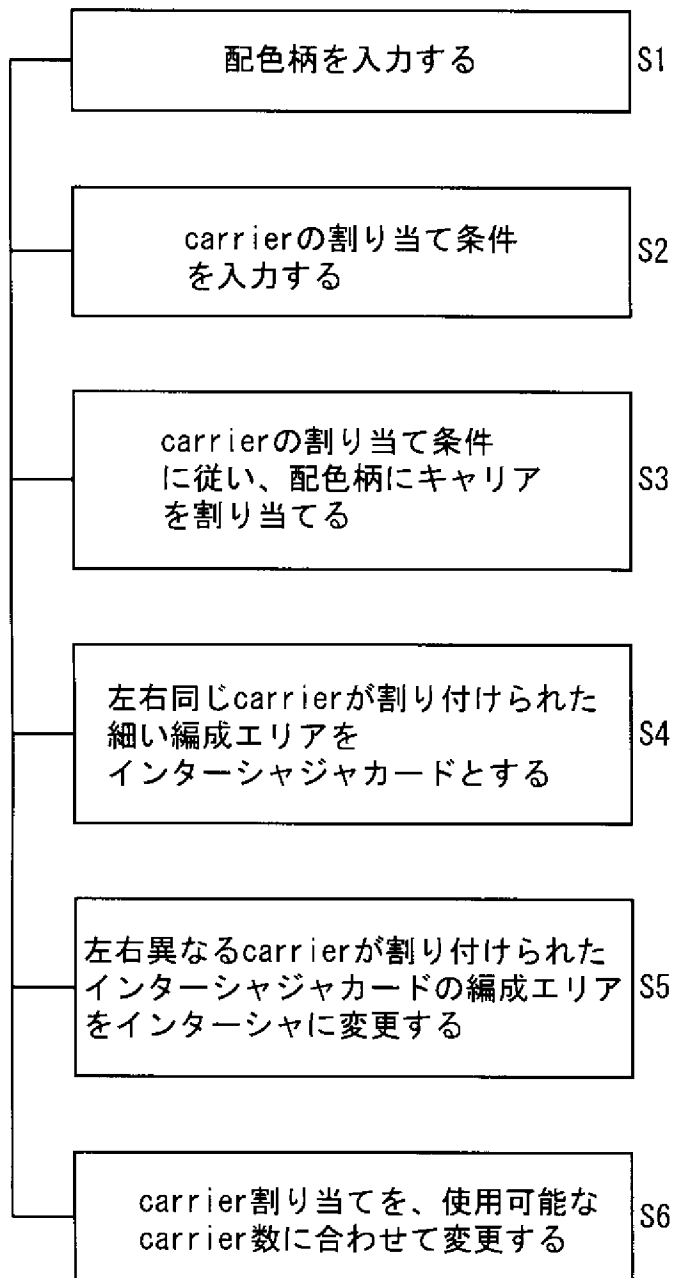 配色柄を入力する
S1
carrierの割り当て条件
を入力する
S2
carrierの割り当て条件
に従い、配色柄にキャリア
を割り当てる
S3
左右同じcarrierが割り付けられた
細い編成エリアを
インターシャジャカードとする
S4
左右異なるcarrierが割り付けられた
インターシャジャカードの編成エリア
をインターシャに変更する
S5
carrier割り当てを、使用可能な
carrier数に合わせて変更する
S6